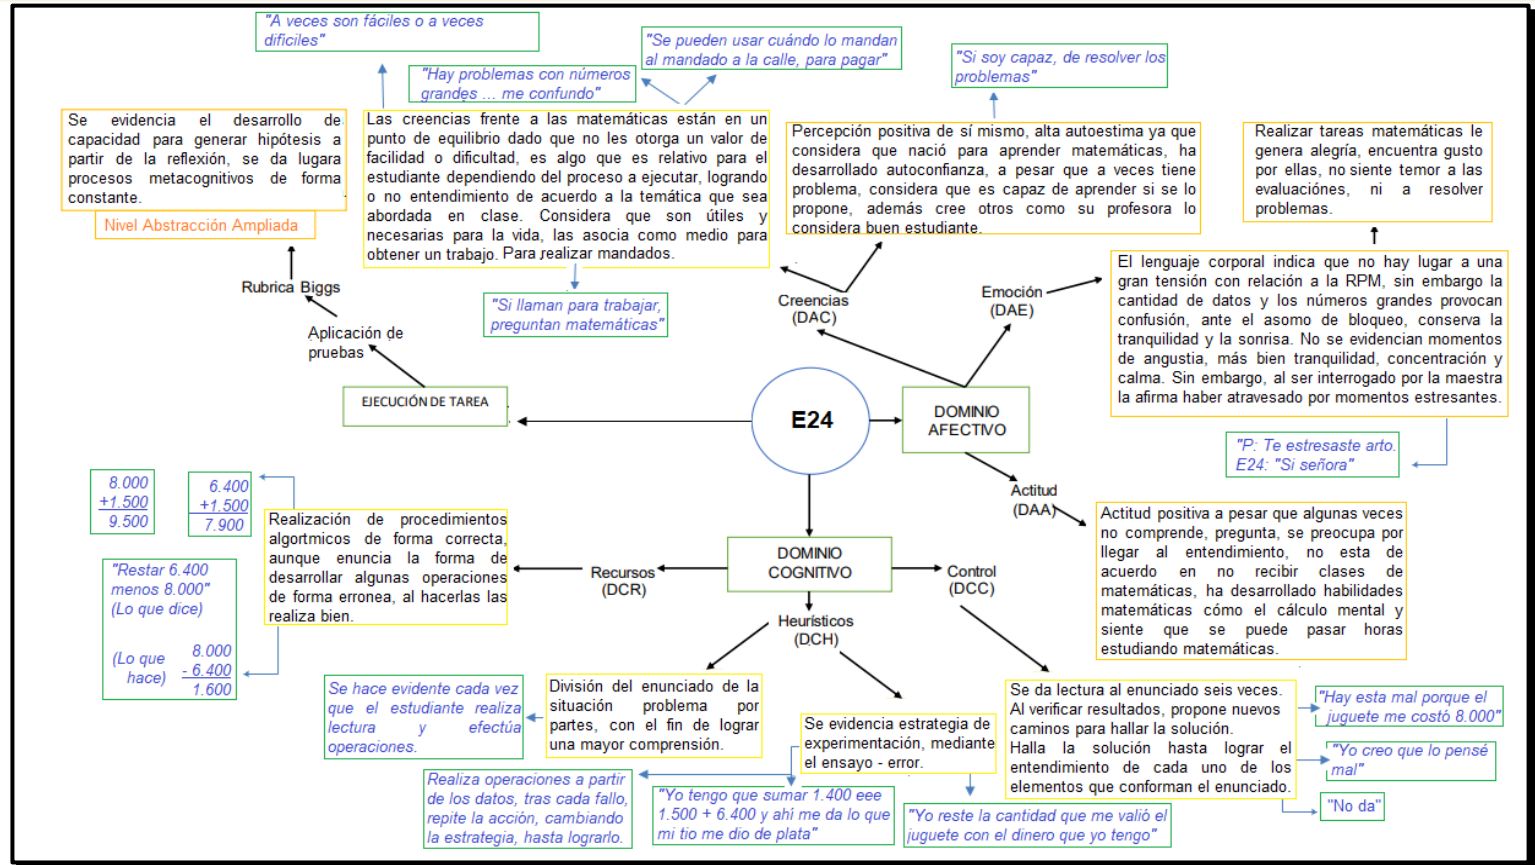 "A veces son fáciles o a veces
dificiles"
"Se pueden usar cuándo lo mandan
al mandado a la calle, para pagar"
"Hay problemas con números
grandes ... me confundo"
"Si soy capaz, de resolver los
problemas"
Se evidencia el desarrollo de
capacidad para generar hipótesis a
partir de la reflexión, se da lugara
procesos metacognitivos de forma
constante.
Nivel Abstracción Ampliada
Las creencias frente a las matemáticas están en un
punto de equilibrio dado que no les otorga un valor de
facilidad o dificultad, es algo que es relativo para el
estudiante dependiendo del proceso a ejecutar, logrando
o no entendimiento de acuerdo a la temática que sea
abordada en clase. Considera que son útiles y
necesarias para la vida, las asocia como medio para
obtener un trabajo. Para realizar mandados.
Percepción positiva de sí mismo, alta autoestima ya que
considera que nació para aprender matemáticas, ha
desarrollado autoconfianza, a pesar que a veces tiene
problema, considera que es capaz de aprender si se lo
propone, además cree otros como su profesora lo
considera buen estudiante.
Realizar tareas matemáticas le
genera alegría, encuentra gusto
por ellas, no siente temor a las
evaluaciónes, ni a resolver
problemas.
Rubrica Biggs
Aplicación de
pruebas
"Si llaman para trabajar,
preguntan matemáticas"
Creencias
(DAC)
Emoción
(DAE)
El lenguaje corporal indica que no hay lugar a una
gran tensión con relación a la RPM, sin embargo la
cantidad de datos y los números grandes provocan
confusión, ante el asomo de bloqueo, conserva la
tranquilidad y la sonrisa. No se evidencian momentos
de angustia, más bien tranquilidad, concentración y
calma. Sin embargo, al ser interrogado por la maestra
la afirma haber atravesado por momentos estresantes.
EJECUCIÓN DE TAREA
E24
DOMINIO
AFECTIVO
"P: Te estresaste arto.
E24: "Si señora"
Actitud
(DAA)
Actitud positiva a pesar que algunas veces
no comprende, pregunta, se preocupa por
llegar al entendimiento, no esta de
acuerdo en no recibir clases de
matemáticas, ha desarrollado habilidades
matemáticas cómo el cálculo mental y
siente que se puede pasar horas
estudiando matemáticas.
8.000
+1.500
9.500
6.400
+1.500
7.900
Realización de procedimientos
algortmicos de forma correcta,
aunque enuncia la forma de
desarrollar algunas operaciones
de forma erronea, al hacerlas las
realiza bien.
"Restar 6.400
menos 8.000"
(Lo que dice)
(Lo que
hace)
8.000
- 6.400
1.600
Recursos
(DCR)
DOMINIO
COGNITIVO
Control
(DCC)
Heurísticos
(DCH)
Se hace evidente cada vez
que el estudiante realiza
lectura y efectúa
operaciones.
División del enunciado de la
situación problema por
partes, con el fin de lograr
una mayor comprensión.
Se evidencia estrategia de
experimentación, mediante
el ensayo - error.
Se da lectura al enunciado seis veces.
Al verificar resultados, propone nuevos
caminos para hallar la solución.
Halla la solución hasta lograr el
entendimiento de cada uno de los
elementos que conforman el enunciado.
"Hay esta mal porque el
juguete me costó 8.000"
"Yo creo que lo pensé
mal"
"No da"
Realiza operaciones a partir
de los datos, tras cada fallo,
repite la acción, cambiando
la estrategia, hasta lograrlo.
"Yo tengo que sumar 1.400 eee
1.500 + 6.400 y ahí me da lo que
mi tio me dio de plata"
"Yo reste la cantidad que me valió el
juguete con el dinero que yo tengo"